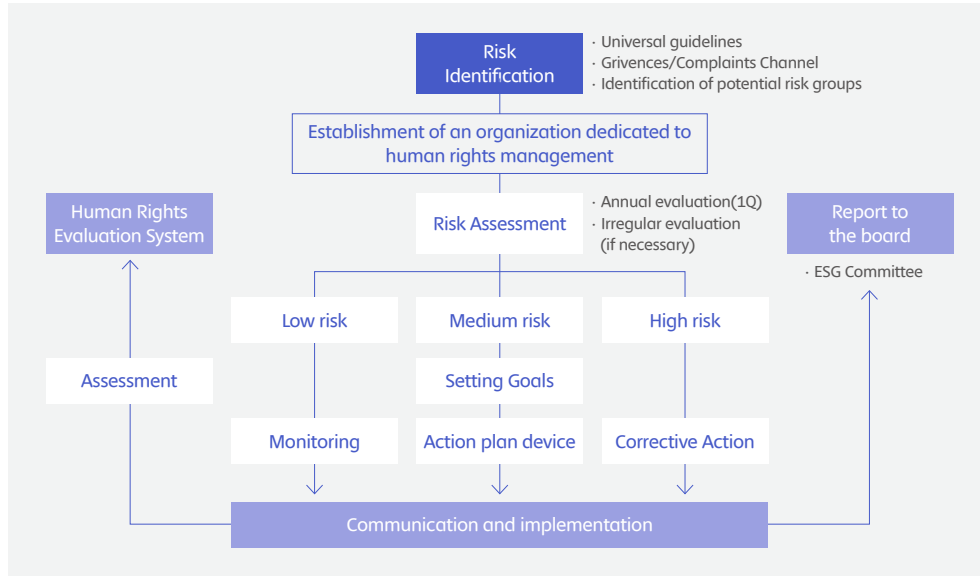 Risk
Identification
· Universal guidelines
· Grivences/Complaints Channel
· Identification of potential risk groups
Establishment of an organization dedicated to
human rights management
Human Rights
Evaluation System
Risk Assessment
· Annual evaluation(1Q)
· Irregular evaluation
(if necessary)
Report to
the board
· ESG Committee
Low risk
Medium risk
High risk
Assessment
Setting Goals
Monitoring
Action plan device
Corrective Action
Communication and implementation